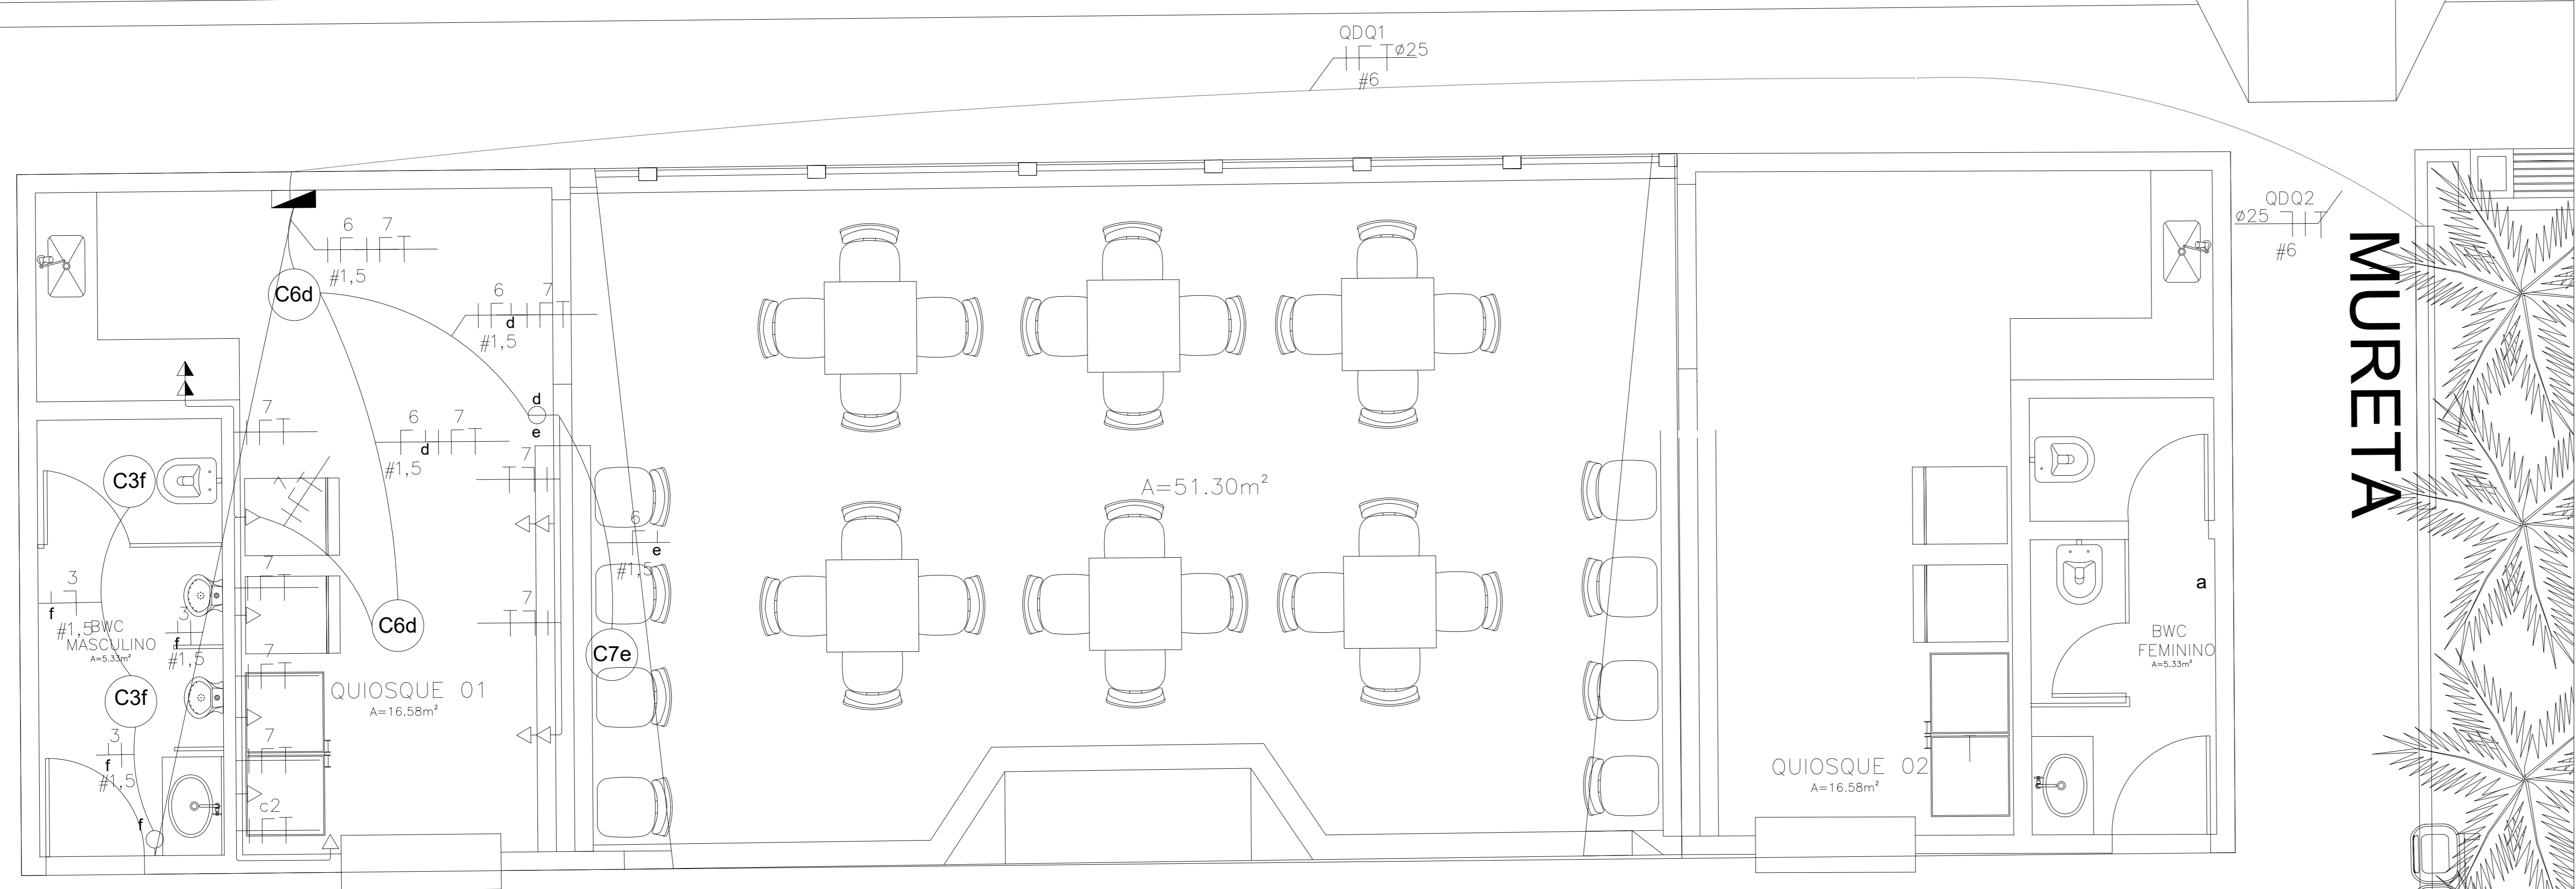 QDQ1
ø25
#6
QDQ2
ø25
#6
MURETA
6 7
#1,5
C6d
6 7
d
#1,5
d
e
7
6 7
d
#1,5
7
C3f
A=51.30m²
6
e
#1,5
7
7
3
f
#1,5
3
f
#1,5
BWC
MASCULINO
A=5.33m²
C6d
C7e
7
QUIOSQUE 01
A=16.58m²
C3f
3
f
#1,5
7
c2
f
a
BWC
FEMININO
A=5.33m²
QUIOSQUE 02
A=16.58m²